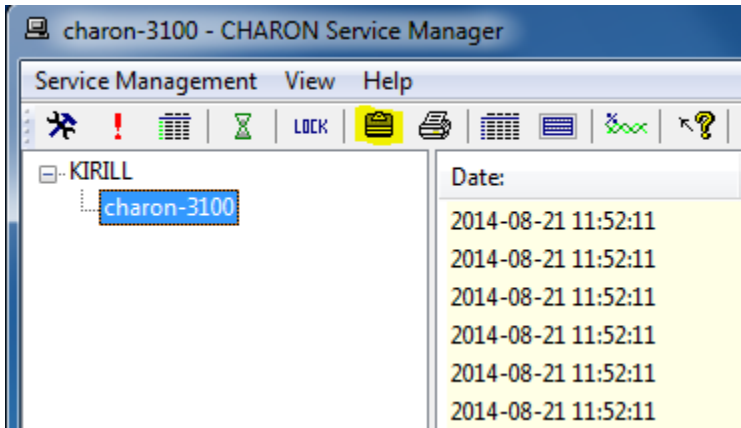 charon-3100 - CHARON Service Manager
Service Management View Help
LOCK
KIRILL
charon-3100
Date:
2014-08-21 11:52:11
2014-08-21 11:52:11
2014-08-21 11:52:11
2014-08-21 11:52:11
2014-08-21 11:52:11
2014-08-21 11:52:11